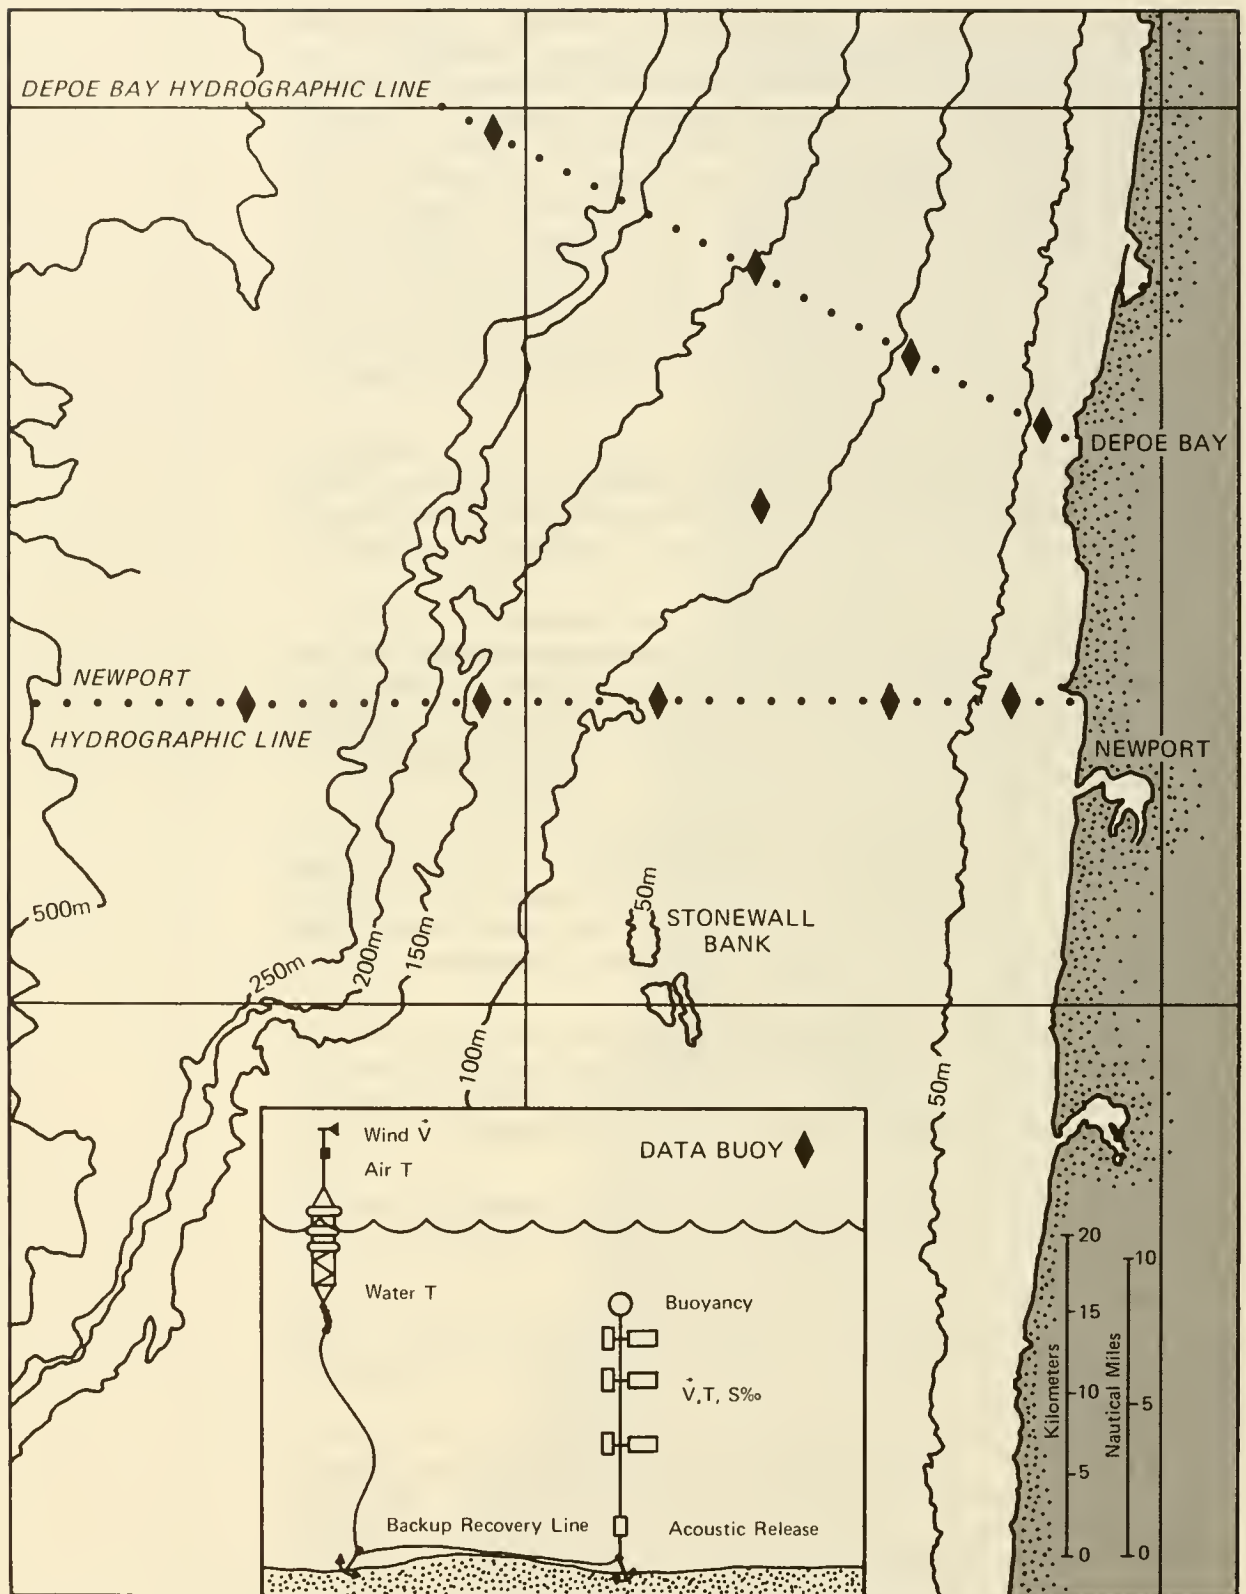 DEPOE BAY HYDROGRAPHIC LINE
DEPOE BAY
NEWPORT
HYDROGRAPHIC LINE
NEWPORT
500m
250m
200m
150m
100m
50m
STONEWALL
BANK
50m
Wind V
Air T
DATA BUOY
Water T
Buoyancy
V,T, S‰
Backup Recovery Line
Acoustic Release
20
15
10
5
0
Kilometers
10
5
0
Nautical Miles